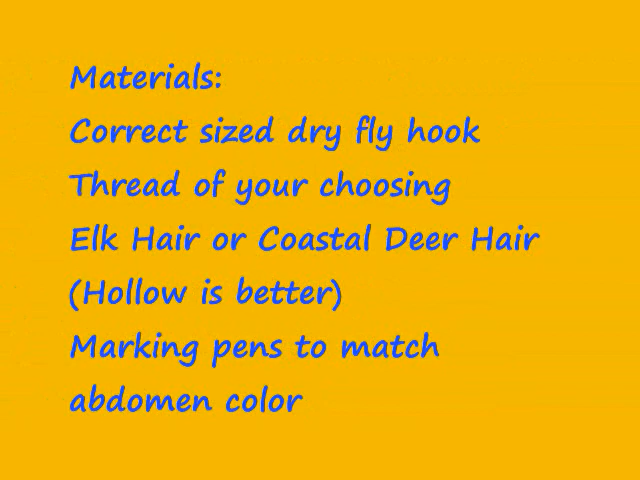 Materials:
Correct sized dry fly hook
Thread of your choosing
Elk Hair or Coastal Deer Hair
(Hollow is better)
Marking pens to match
abdomen color